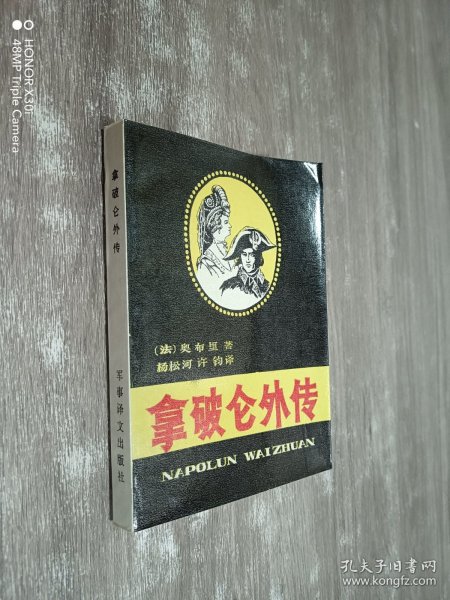 HONOR X30i
48MP Triple Camera
拿破仑外传
军事译文出版社
(法)奥布里 著
杨松河 许钧 译
拿破仑外传
NAPOLUN WAIZHUAN
孔夫子旧书网
www.kongfz.com